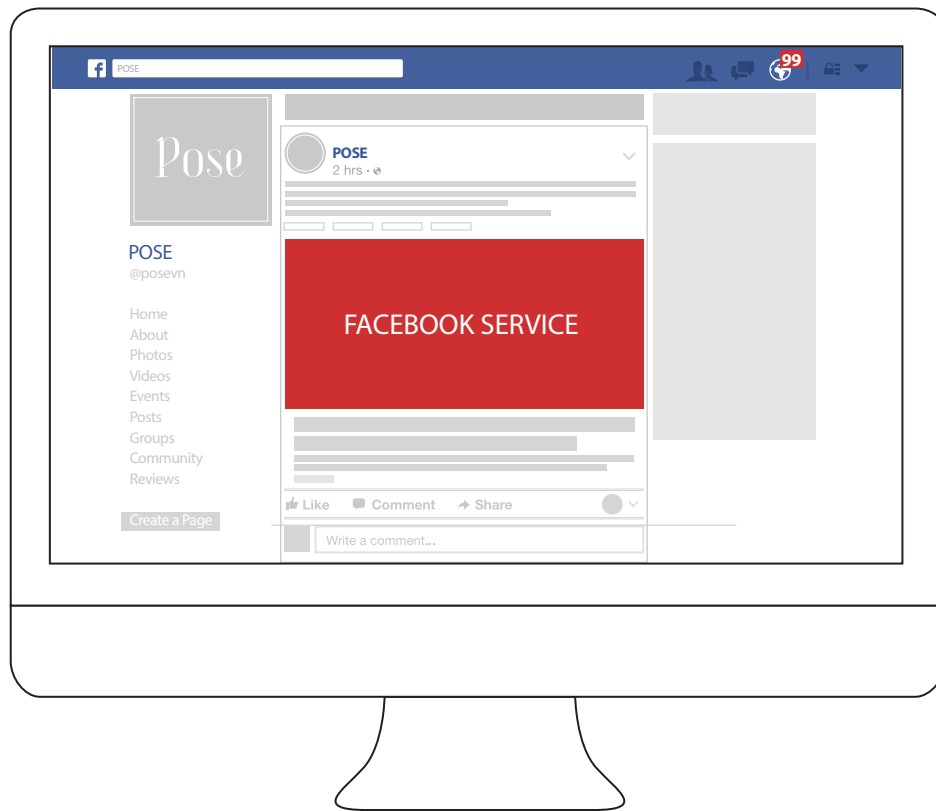 f
POSE
99
Pose
POSE
@posevn
Home
About
Photos
Videos
Events
Posts
Groups
Community
Reviews
Create a Page
POSE
2 hrs ·
FACEBOOK SERVICE
Like Comment Share
Write a comment...